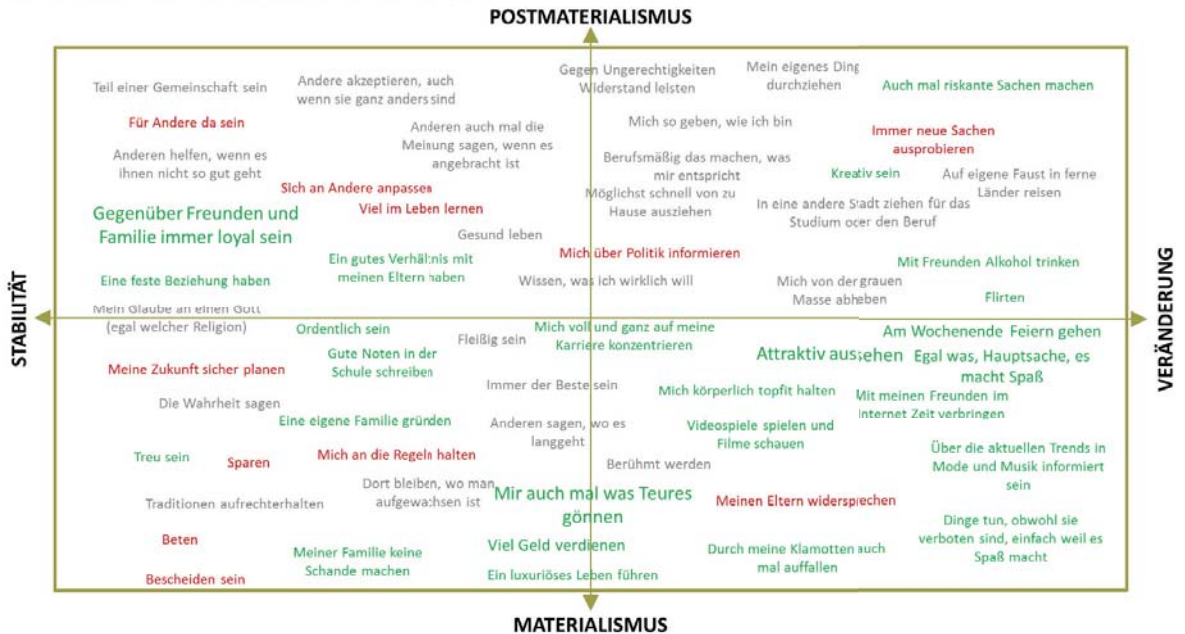 POSTMATERIALISMUS
Teil einer Gemeinschaft sein
Andere akzeptieren, auch
wenn sie ganz anders sind
Gegen Ungerechtigkeiten
Widerstand leisten
Mein eigenes Ding
durchziehen
Auch mal riskante Sachen machen
Für Andere da sein
Anderen auch mal die
Meinung sagen, wenn es
angebracht ist
Mich so geben, wie ich bin
Immer neue Sachen
ausprobieren
Anderen helfen, wenn es
ihnen nicht so gut geht
Berufsmäßig das machen, was
mir entspricht
Kreativ sein
Auf eigene Faust in ferne
Länder reisen
Sich an Andere anpassen
Viel im Leben lernen
Möglichst schnell von zu
Hause ausziehen
In eine andere Stadt ziehen für das
Studium oder den Beruf
Gegenüber Freunden und
Familie immer loyal sein
Gesund leben
Ein gutes Verhältnis mit
meinen Eltern haben
Mich über Politik informieren
Mit Freunden Alkohol trinken
Eine feste Beziehung haben
Wissen, was ich wirklich will
Mich von der grauen
Masse abheben
Flirten
STABILITÄT
VERÄNDERUNG
Mein Glaube an einen Gott
(egal welcher Religion)
Ordentlich sein
Fleißig sein
Mich voll und ganz auf meine
Karriere konzentrieren
Am Wochenende Feiern gehen
Gute Noten in der
Schule schreiben
Attraktiv aussehen
Egal was, Hauptsache, es
macht Spaß
Meine Zukunft sicher planen
Immer der Beste sein
Mich körperlich topfit halten
Mit meinen Freunden im
Internet Zeit verbringen
Die Wahrheit sagen
Eine eigene Familie gründen
Anderen sagen, wo es
langgeht
Videospiele spielen und
Filme schauen
Treu sein
Sparen
Mich an die Regeln halten
Berühmt werden
Über die aktuellen Trends in
Mode und Musik informiert
sein
Traditionen aufrechterhalten
Dort bleiben, wo man
aufgewachsen ist
Mir auch mal was Teures
gönnen
Meinen Eltern widersprechen
Beten
Meiner Familie keine
Schande machen
Viel Geld verdienen
Durch meine Klamotten auch
mal auffallen
Dinge tun, obwohl sie
verboten sind, einfach weil es
Spaß macht
Bescheiden sein
Ein luxuriöses Leben führen
MATERIALISMUS